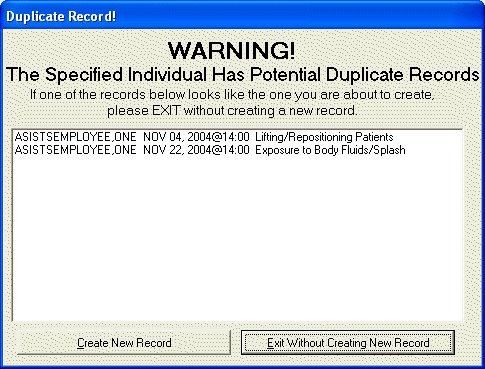 Duplicate Record!
WARNING!
The Specified Individual Has Potential Duplicate Records
If one of the records below looks like the one you are about to create,
please EXIT without creating a new record.
ASISTSEMPLOYEE,ONE NOV 04, 2004@14:00 Lifting/Repositioning Patients
ASISTSEMPLOYEE,ONE NOV 22, 2004@14:00 Exposure to Body Fluids/Splash
Create New Record
Exit Without Creating New Record